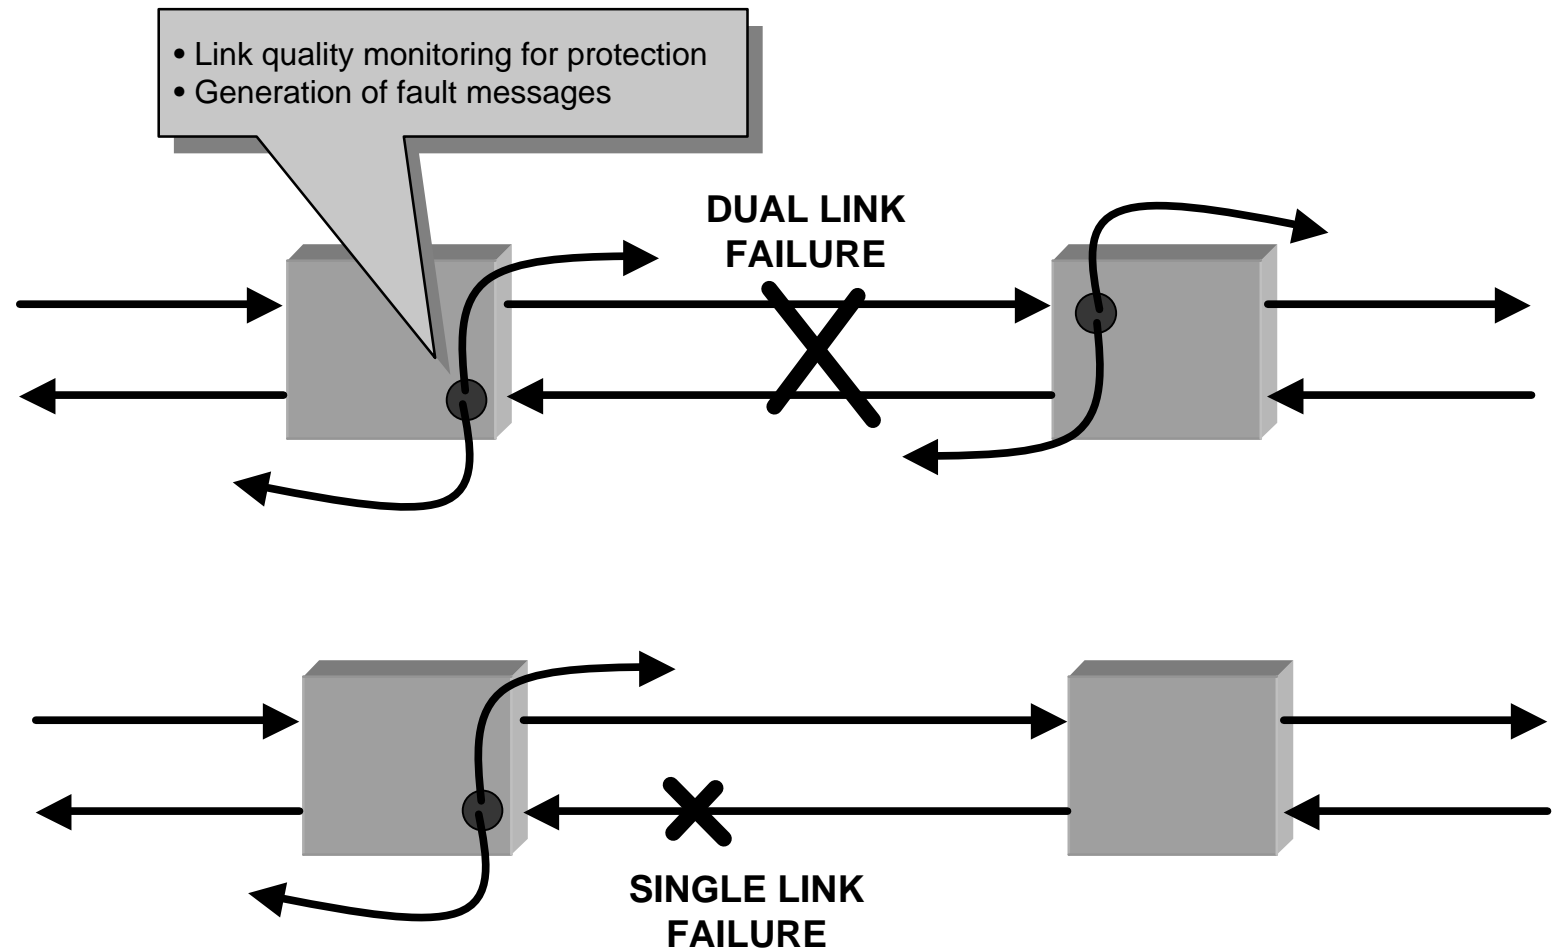 • Link quality monitoring for protection
• Generation of fault messages
DUAL LINK
FAILURE
SINGLE LINK
FAILURE